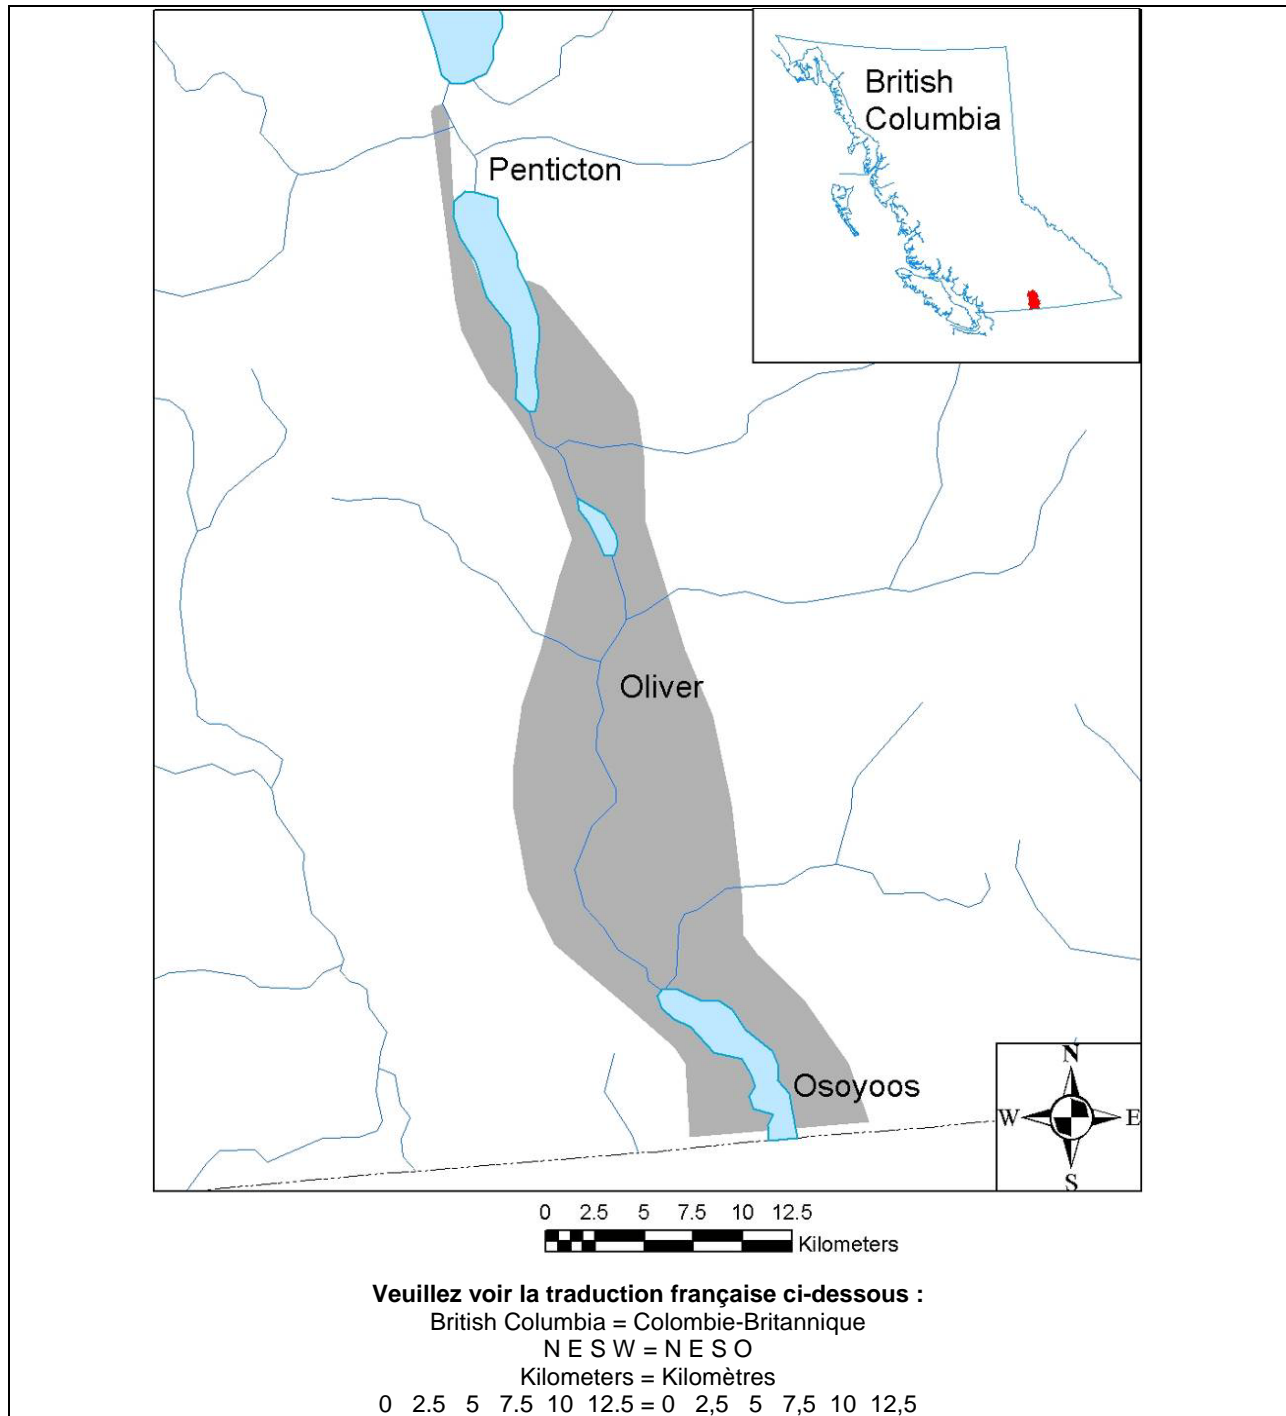 British
Columbia
Penticton
Oliver
Osoyoos
N
W E
S
0 2.5 5 7.5 10 12.5
Kilometers
Veuillez voir la traduction française ci-dessous :
British Columbia = Colombie-Britannique
N E S W = N E S O
Kilometers = Kilomètres
0 2.5 5 7.5 10 12.5 = 0 2,5 5 7,5 10 12,5